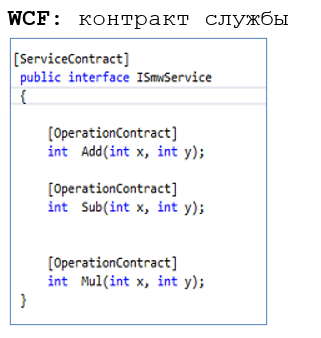 WCF: контракт службы
[ServiceContract]
public interface ISmwService
{
[OperationContract]
int Add(int x, int y);
[OperationContract]
int Sub(int x, int y);
[OperationContract]
int Mul(int x, int y);
}